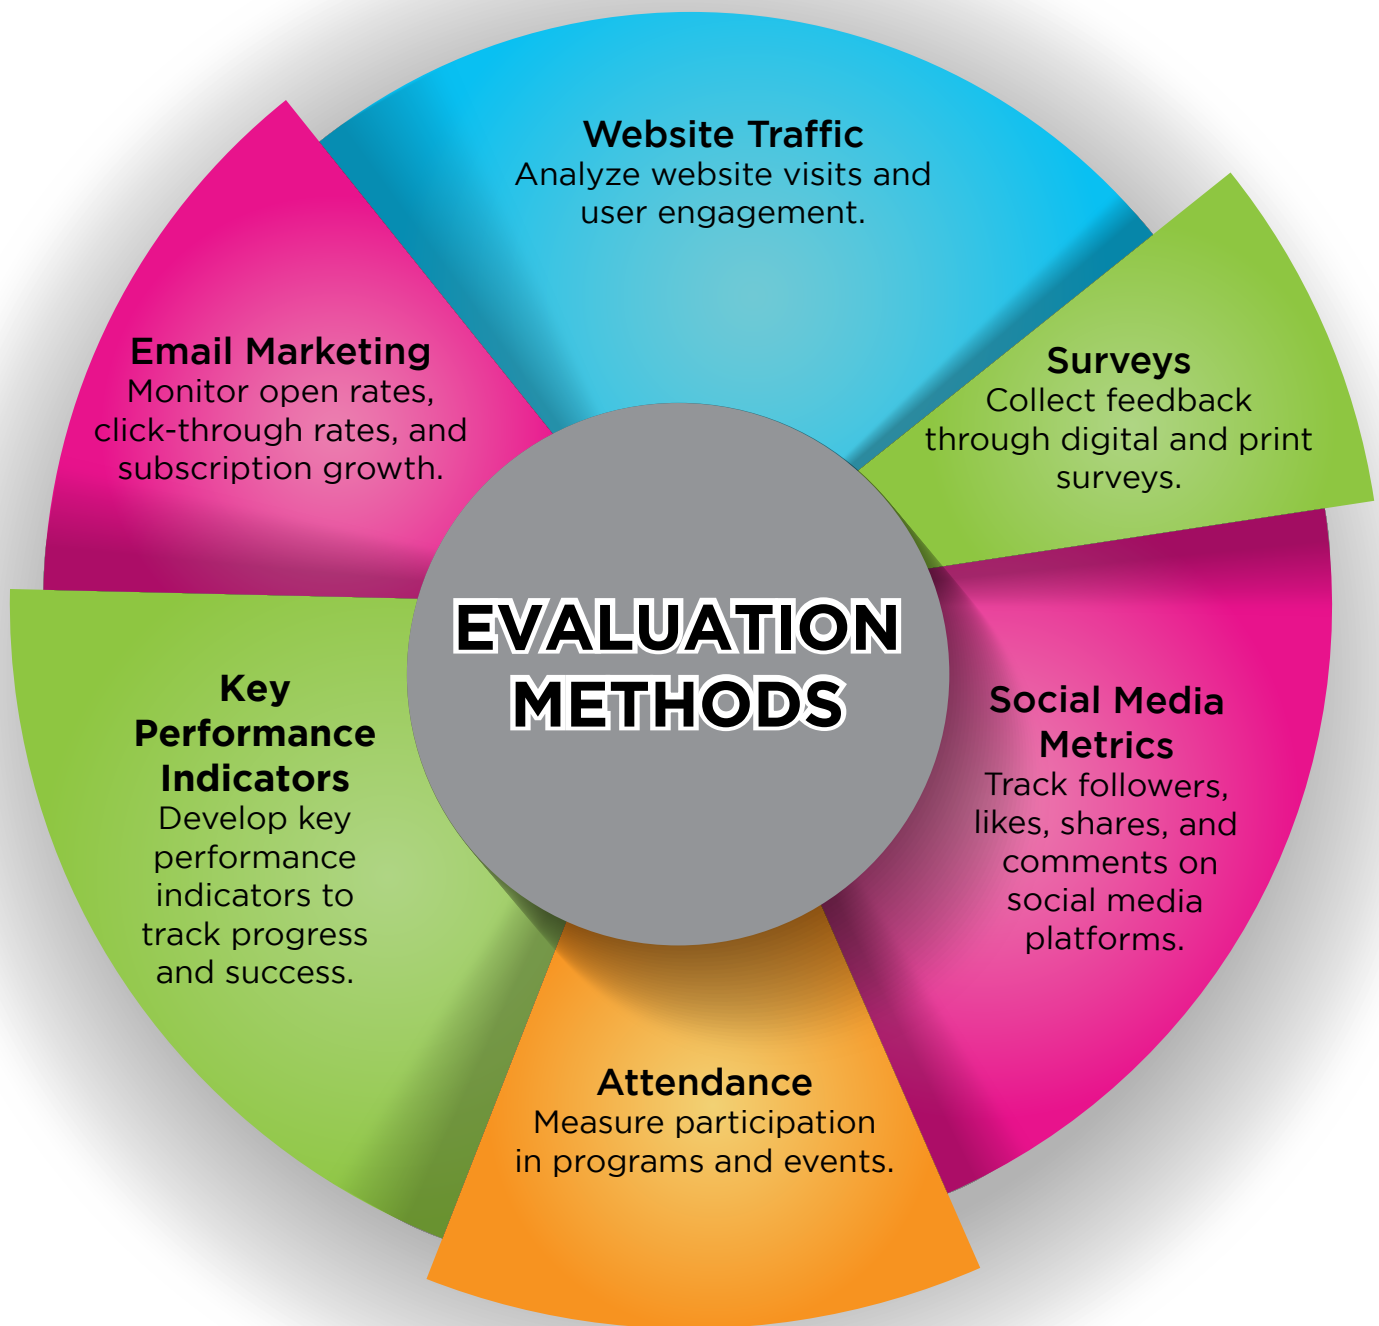 EVALUATION
METHODS
Website Traffic
Analyze website visits and
user engagement.
Surveys
Collect feedback
through digital and print
surveys.
Social Media
Metrics
Track followers,
likes, shares, and
comments on
social media
platforms.
Attendance
Measure participation
in programs and events.
Key
Performance
Indicators
Develop key
performance
indicators to
track progress
and success.
Email Marketing
Monitor open rates,
click-through rates, and
subscription growth.